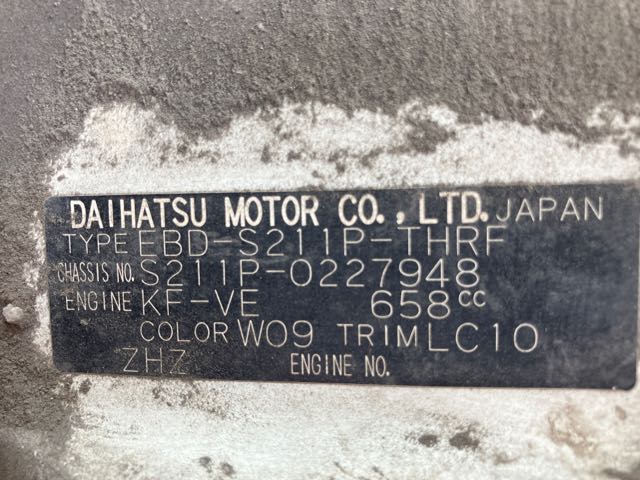 DAIHATSU MOTOR CO., LTD. JAPAN
TYPE EBD-S211P-THRF
CHASSIS NO. S211P-0227948
ENGINE KF-VE 658cc
COLOR W09 TRIM LC10
ZHZ ENGINE NO.